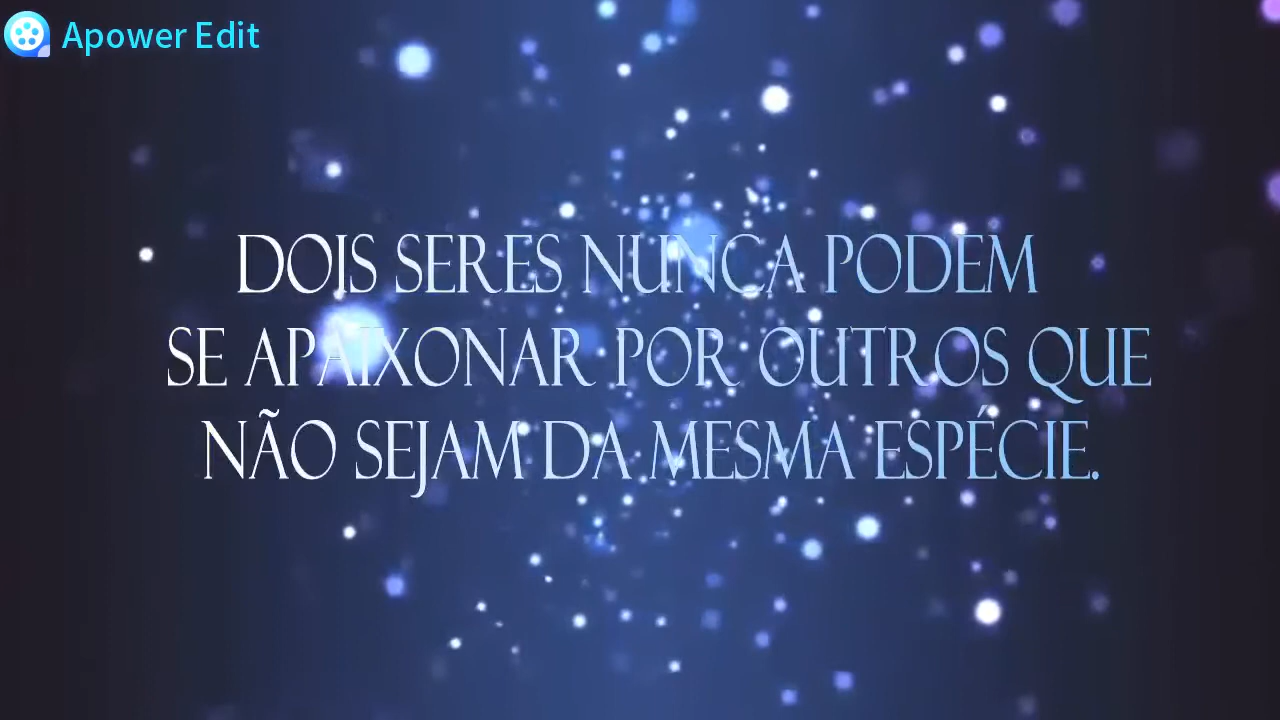 Apower Edit
DOIS SERES NUNCA PODEM
SE APAIXONAR POR OUTROS QUE
NÃO SEJAM DA MESMA ESPÉCIE.